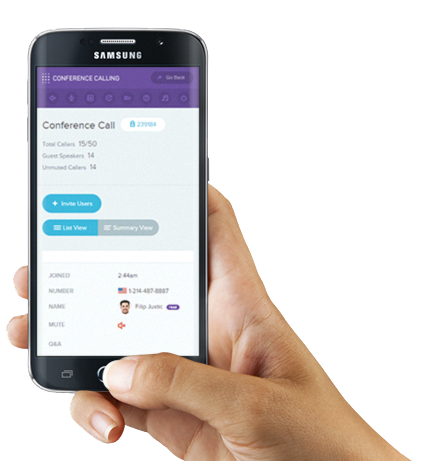 SAMSUNG
CONFERENCE CALLING
Go Back
Conference Call 239184
Total Callers 15/50
Guest Speakers 14
Unmuted Callers 14
+ Invite Users
List View Summary View
JOINED 2:44am
NUMBER 1-214-487-8887
NAME Filip Justic
MUTE
Q&A